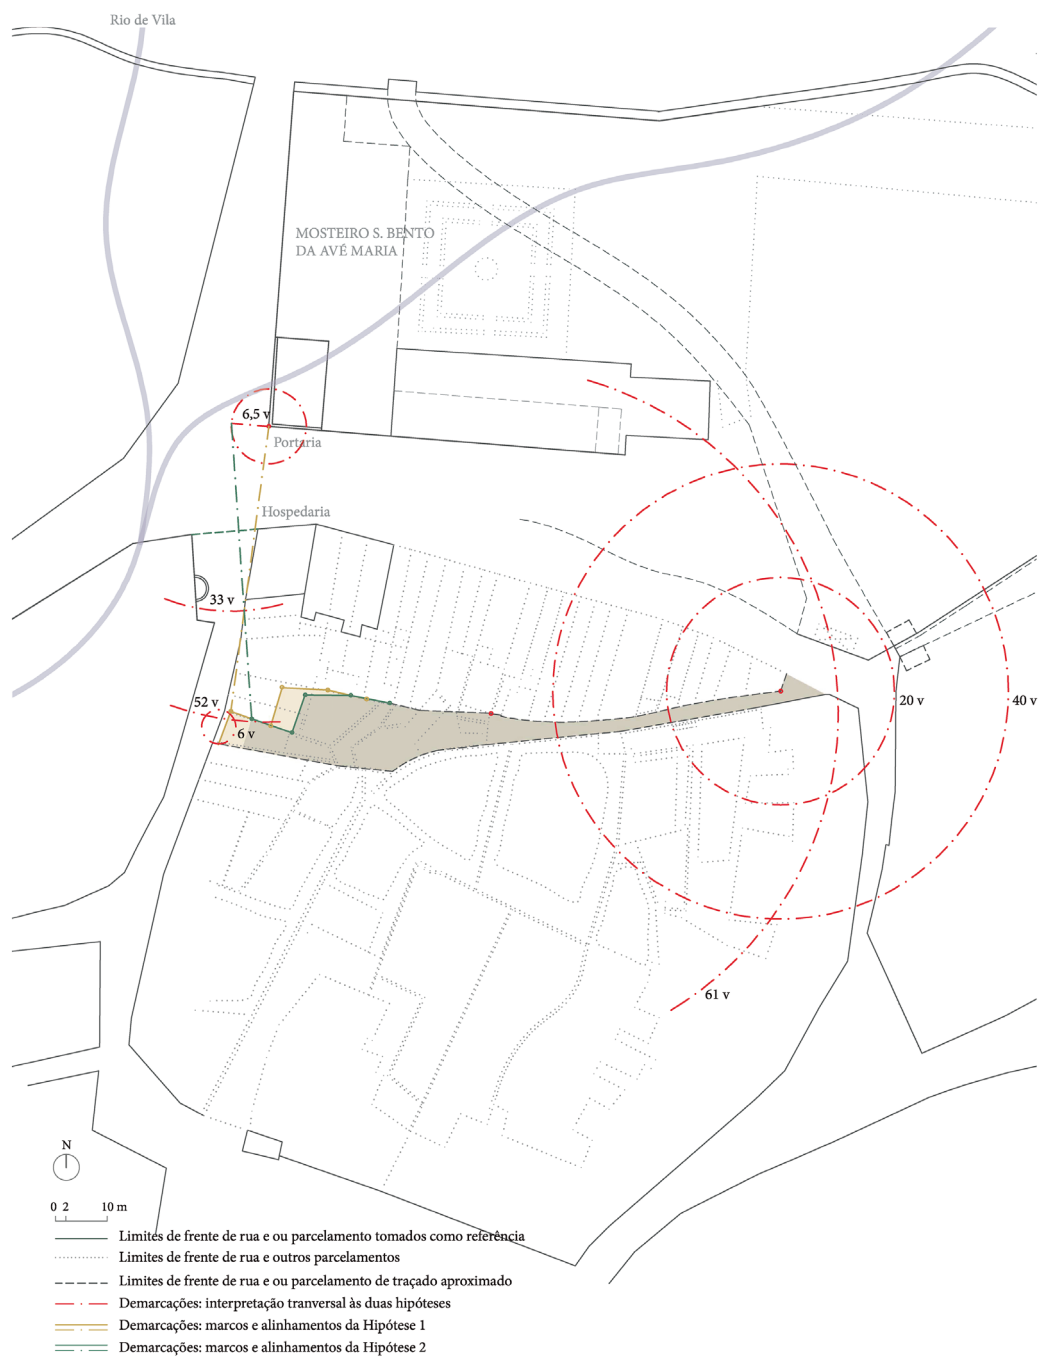 Rio de Vila
MOSTEIRO S. BENTO
DA AVÉ MARIA
6,5 v
Portaria
Hospedaria
33 v
52 v
6 v
20 v
40 v
61 v
N
0 2 10 m
Limites de frente de rua e ou parcelamento tomados como referência
Limites de frente de rua e outros parcelamentos
Limites de frente de rua e ou parcelamento de traçado aproximado
Demarcações: interpretação tranversal às duas hipóteses
Demarcações: marcos e alinhamentos da Hipótese 1
Demarcações: marcos e alinhamentos da Hipótese 2